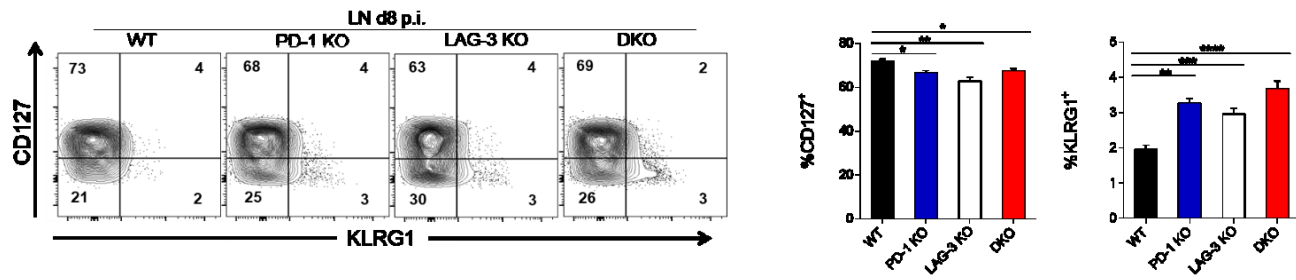 LN d8 p.i.
WT PD-1 KO LAG-3 KO DKO
73 4 68 4 63 4 69 2
21 2 25 3 30 3 26 3
CD127
KLRG1
%CD127+
80
60
40
20
0
* ** *
WT PD-1 KO LAG-3 KO DKO
%KLRG1+
5
4
3
2
1
0
**** *** **
WT PD-1 KO LAG-3 KO DKO